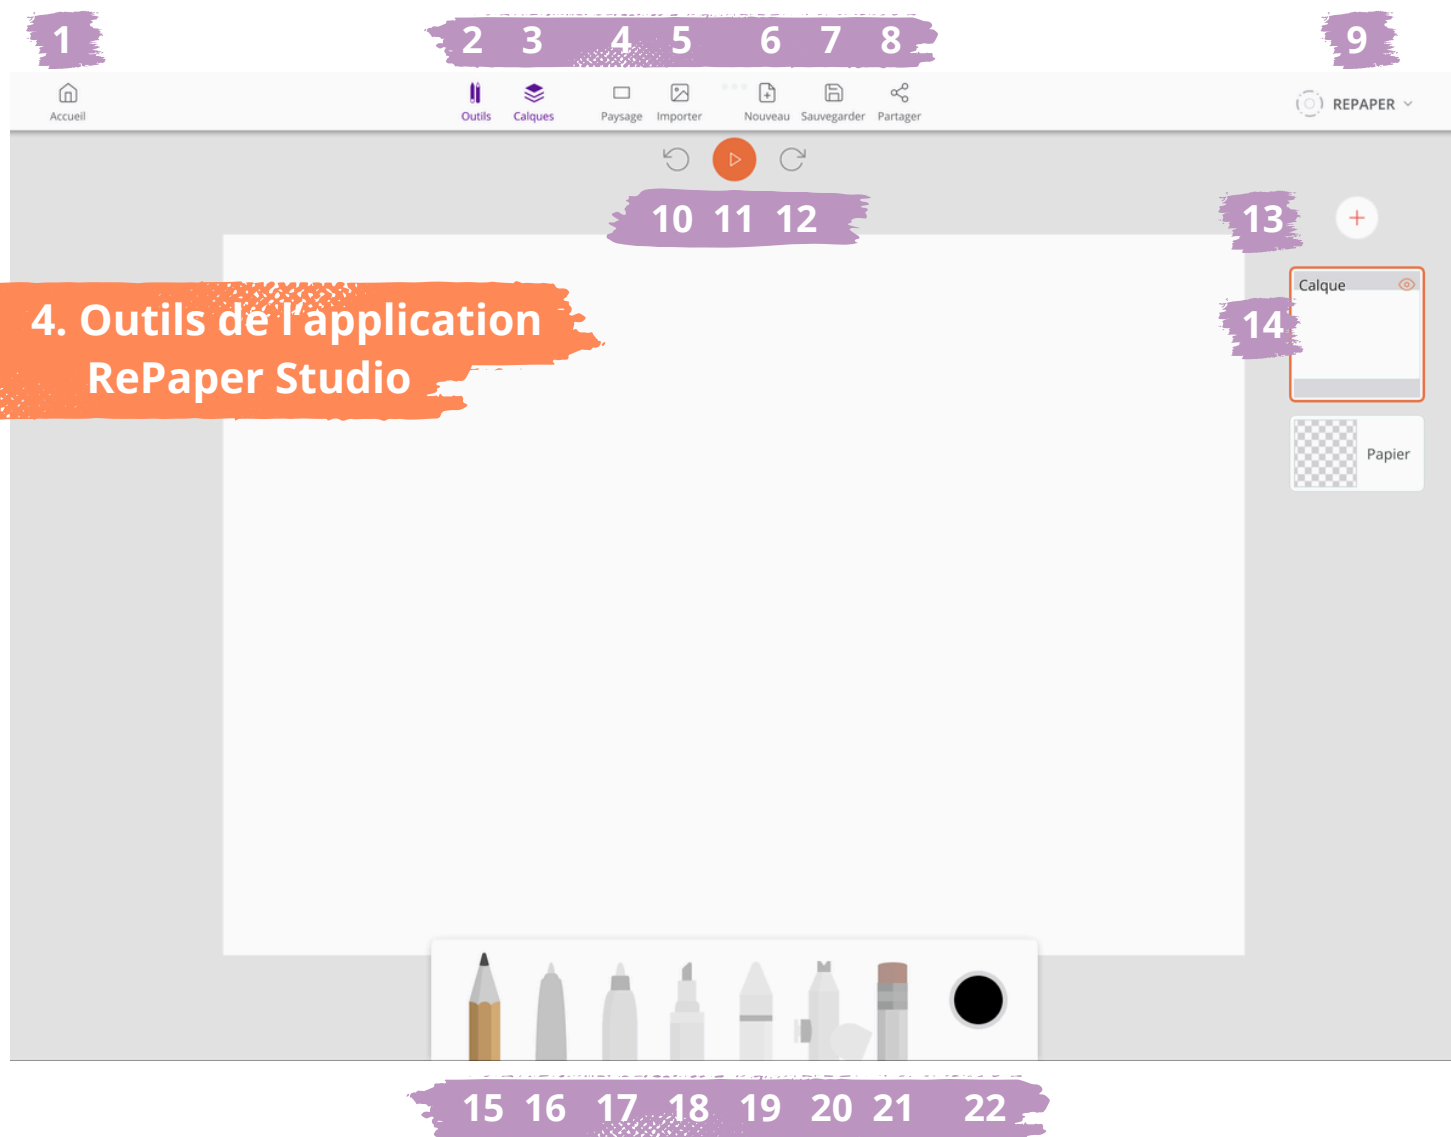 1
2 3 4 5 6 7 8
9
Accueil
Outils Calques Paysage Importer Nouveau Sauvegarder Partager
REPAPER
10 11 12
13
4. Outils de l'application
RePaper Studio
Calque
14
Papier
15 16 17 18 19 20 21 22